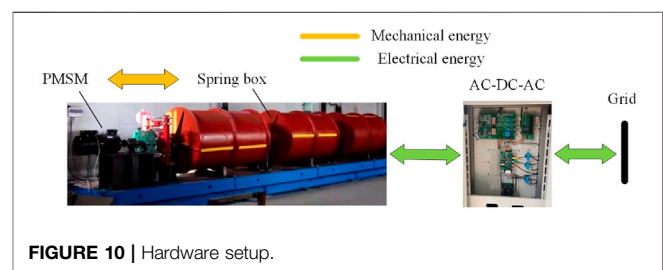 Mechanical energy
Electrical energy
PMSM
Spring box
AC-DC-AC
Grid
FIGURE 10 | Hardware setup.